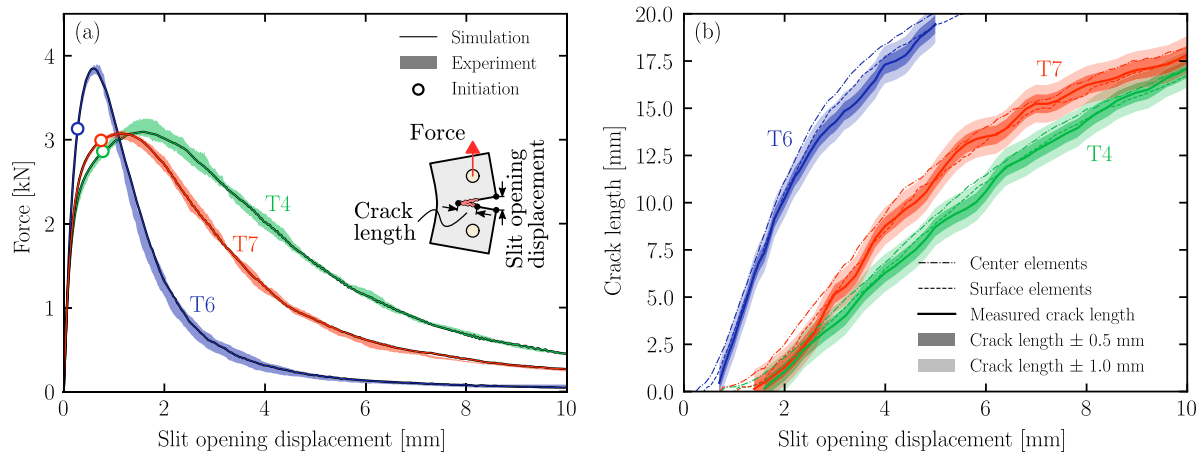 (a)
Simulation
Experiment
Initiation
Force
Crack
length
Slit opening
displacement
T4
T7
T6
Force [kN]
4
3
2
1
0
0 2 4 6 8 10
Slit opening displacement [mm]
(b)
T7
T6
T4
Center elements
Surface elements
Measured crack length
Crack length ± 0.5 mm
Crack length ± 1.0 mm
Crack length [mm]
20.0
17.5
15.0
12.5
10.0
7.5
5.0
2.5
0.0
0 2 4 6 8 10
Slit opening displacement [mm]